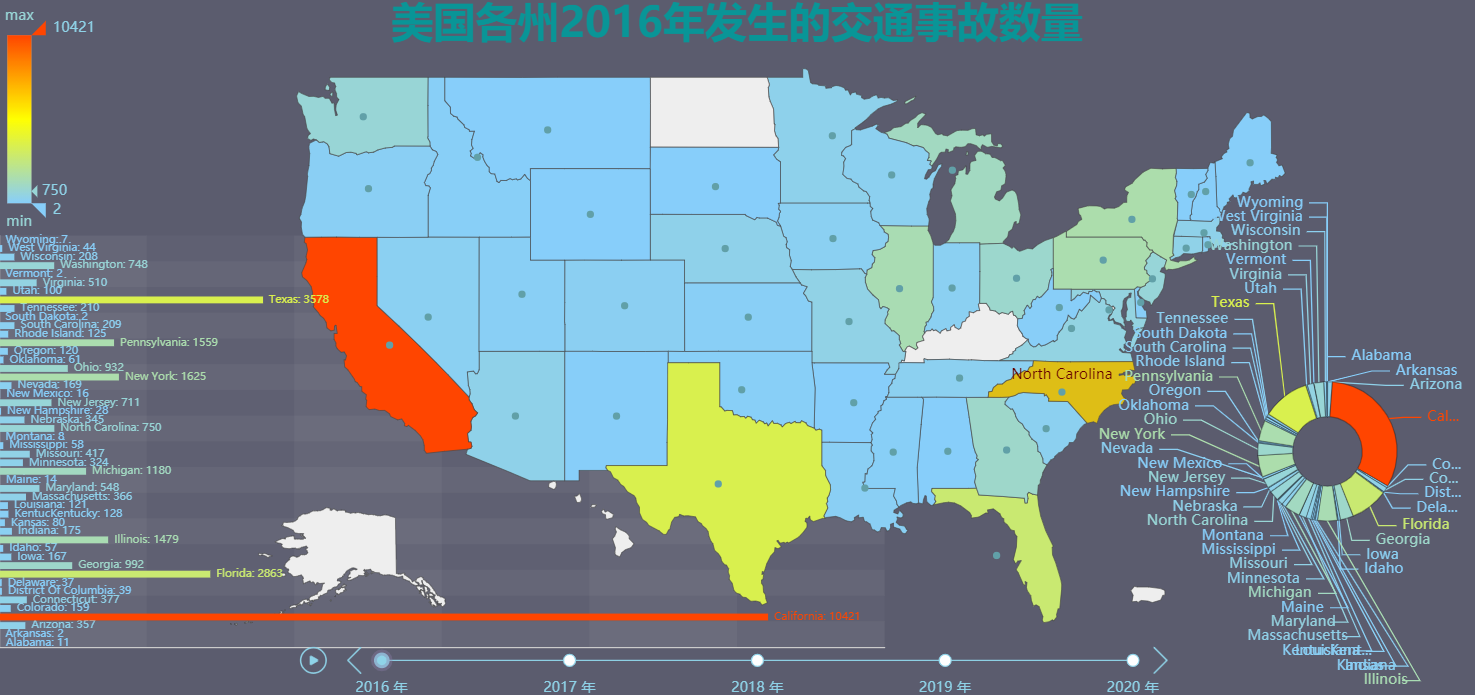 美国各州2016年发生的交通事故数量
max
10421
750
2
min
Wyoming: 7
West Virginia: 44
Wisconsin: 208
Washington: 748
Vermont: 2
Virginia: 510
Utah: 100
Texas: 3578
Tennessee: 210
South Dakota: 2
South Carolina: 209
Rhode Island: 125
Pennsylvania: 1559
Oregon: 120
Oklahoma: 61
Ohio: 932
New York: 1625
Nevada: 169
New Mexico: 16
New Jersey: 711
New Hampshire: 28
Nebraska: 345
North Carolina: 750
Montana: 8
Mississippi: 58
Missouri: 417
Minnesota: 324
Michigan: 1180
Maine: 14
Maryland: 548
Massachusetts: 366
Louisiana: 121
KentucKentucky: 128
Kansas: 80
Indiana: 175
Illinois: 1479
Idaho: 57
Iowa: 167
Georgia: 992
Florida: 2863
Delaware: 37
District Of Columbia: 39
Connecticut: 377
Colorado: 159
California: 10421
Arizona: 357
Arkansas: 2
Alabama: 11
North Carolina
Wyoming
West Virginia
Wisconsin
Washington
Vermont
Virginia
Utah
Texas
Tennessee
South Dakota
South Carolina
Rhode Island
Pennsylvania
Oregon
Oklahoma
Ohio
New York
Nevada
New Mexico
New Jersey
New Hampshire
Nebraska
North Carolina
Montana
Mississippi
Missouri
Minnesota
Michigan
Maine
Maryland
Massachusetts
Louisiana
Kansas
Indiana
Illinois
Alabama
Arkansas
Arizona
Cal...
Co...
Co...
Dist...
Dela...
Florida
Georgia
Iowa
Idaho
2016 年
2017 年
2018 年
2019 年
2020 年